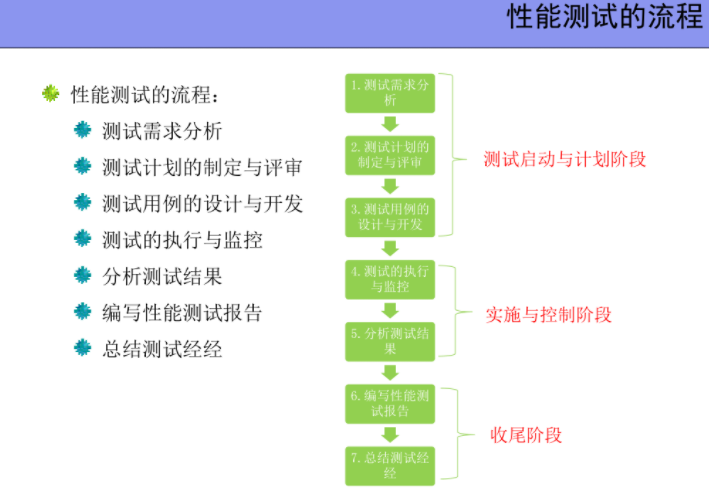 性能测试的流程
性能测试的流程：
测试需求分析
测试计划的制定与评审
测试用例的设计与开发
测试的执行与监控
分析测试结果
编写性能测试报告
总结测试经经
1.测试需求分
析
2.测试计划的
制定与评审
3.测试用例的
设计与开发
测试启动与计划阶段
4.测试的执行
与监控
5.分析测试结
果
实施与控制阶段
6.编写性能测
试报告
7.总结测试经
经
收尾阶段